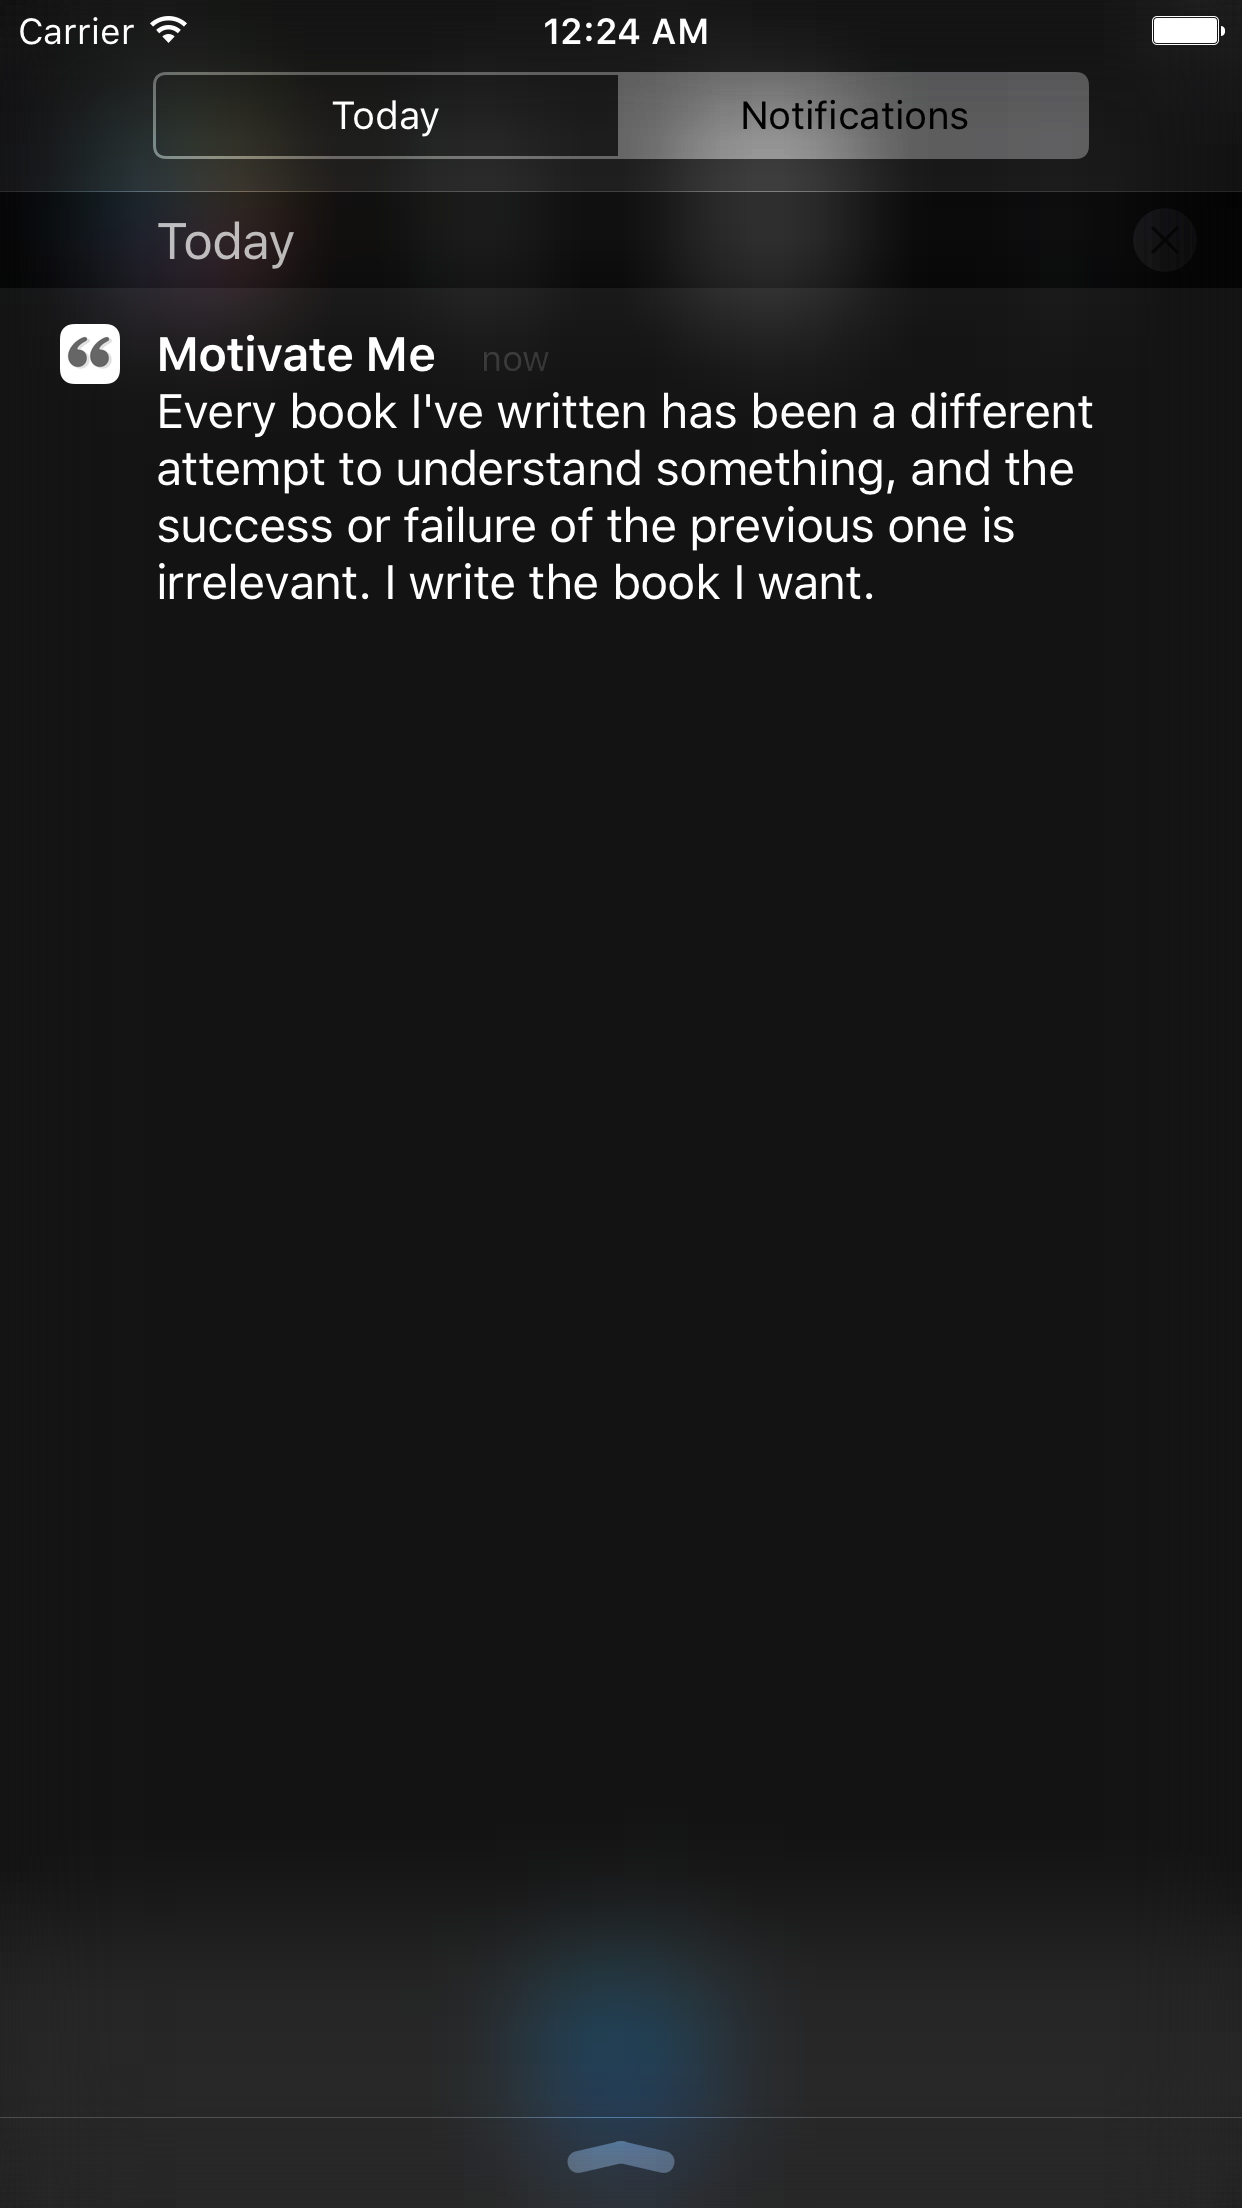 Carrier 12:24 AM
Today Notifications
Today
Motivate Me now
Every book I've written has been a different
attempt to understand something, and the
success or failure of the previous one is
irrelevant. I write the book I want.